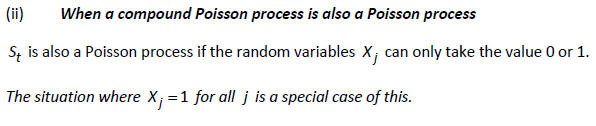 (ii) When a compound Poisson process is also a Poisson process
S_t is also a Poisson process if the random variables X_j can only take the value 0 or 1.
The situation where X_j = 1 for all j is a special case of this.